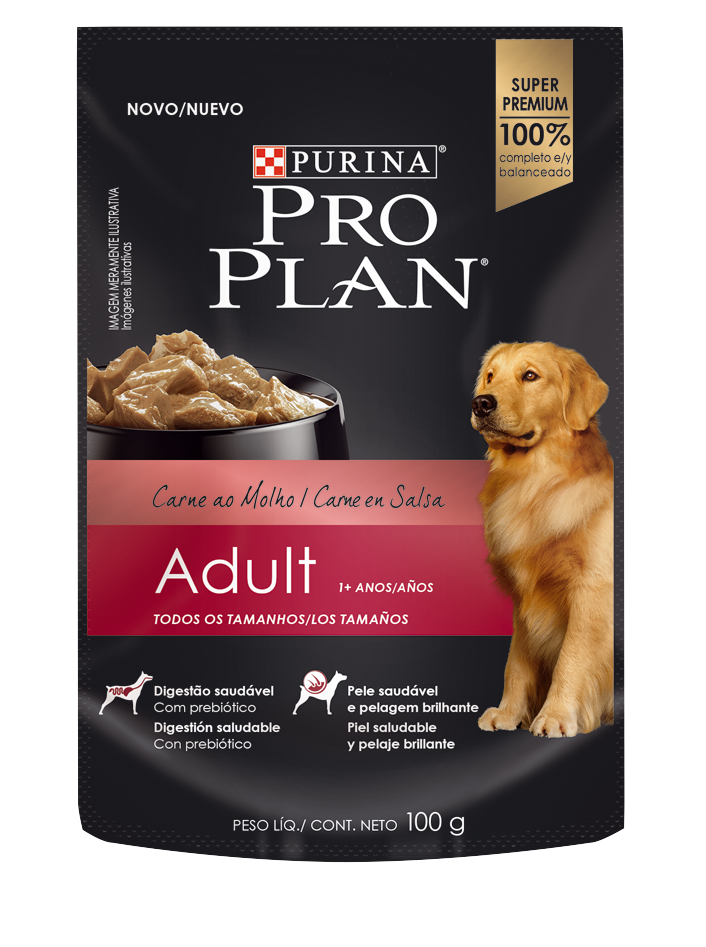 NOVO/NUEVO
SUPER
PREMIUM
100%
completo e/y
balanceado
PURINA®
PRO
PLAN®
IMAGEM MERAMENTE ILUSTRATIVA
Imágenes ilustrativas
Carne ao Molho / Carne en Salsa
Adult 1+ ANOS/AÑOS
TODOS OS TAMANHOS/LOS TAMAÑOS
Digestão saudável
Com prebiótico
Digestión saludable
Con prebiótico
Pele saudável
e pelagem brilhante
Piel saludable
y pelaje brillante
PESO LÍQ./ CONT. NETO 100 g